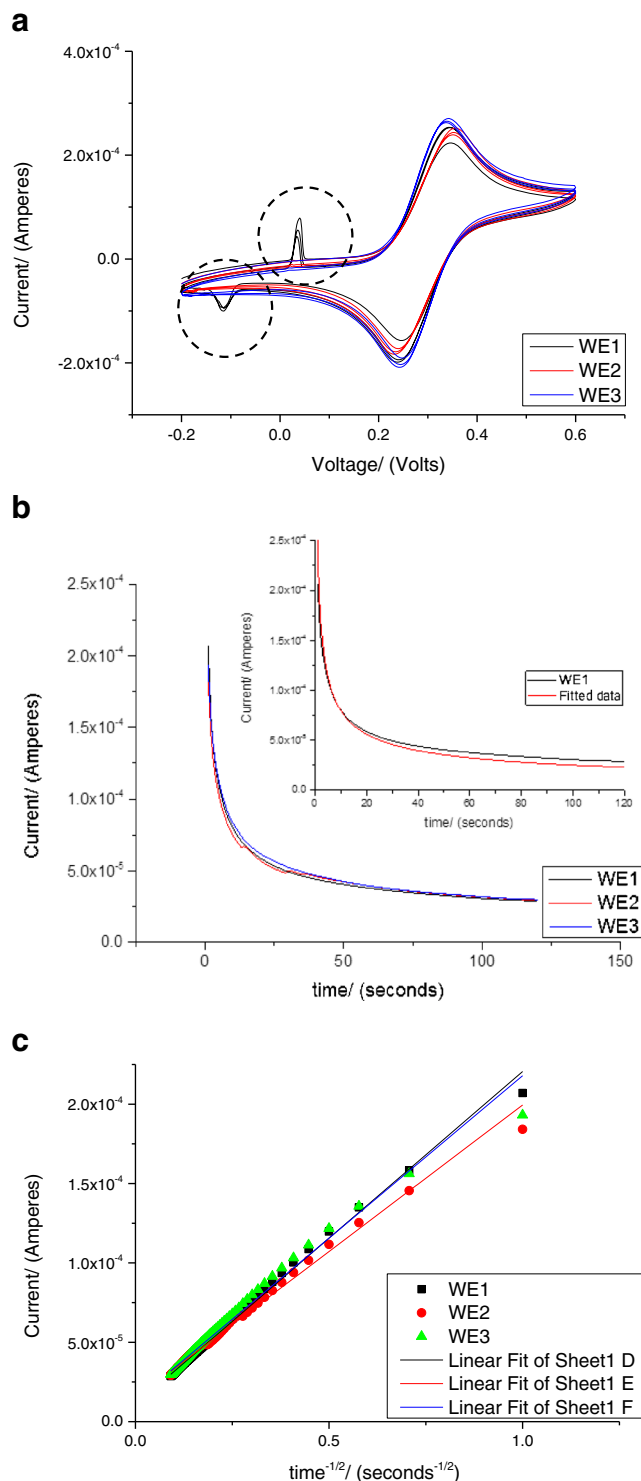 a
4.0x10-4
2.0x10-4
0.0
-2.0x10-4
Current/ (Amperes)
-0.2 0.0 0.2 0.4 0.6
Voltage/ (Volts)
WE1
WE2
WE3
b
2.5x10-4
2.0x10-4
1.5x10-4
1.0x10-4
5.0x10-5
0.0
Current/ (Amperes)
0 50 100 150
time/ (seconds)
2.5x10-4
2.0x10-4
1.5x10-4
1.0x10-4
5.0x10-5
0.0
Current/ (Amperes)
0 20 40 60 80 100 120
time/ (seconds)
WE1
Fitted data
WE1
WE2
WE3
c
2.0x10-4
1.5x10-4
1.0x10-4
5.0x10-5
0.0
Current/ (Amperes)
0.0 0.5 1.0
time-1/2/ (seconds-1/2)
WE1
WE2
WE3
Linear Fit of Sheet1 D
Linear Fit of Sheet1 E
Linear Fit of Sheet1 F